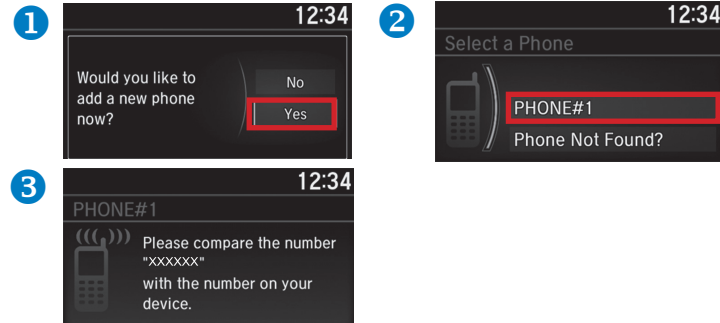 1
12:34
Would you like to
add a new phone
now?
No
Yes
2
12:34
Select a Phone
PHONE#1
Phone Not Found?
3
12:34
PHONE#1
Please compare the number
"XXXXXX"
with the number on your
device.